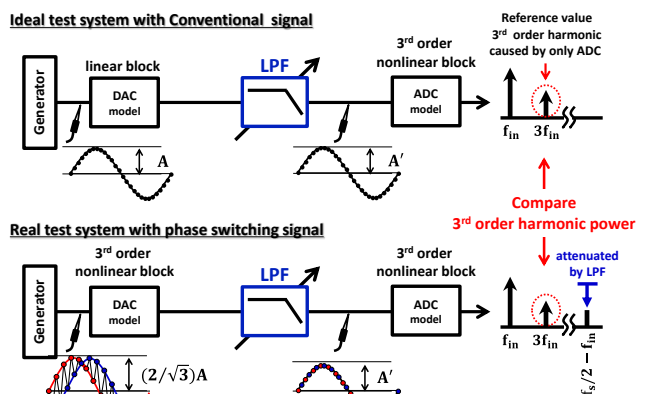 Ideal test system with Conventional signal
Reference value
3rd order harmonic
caused by only ADC
linear block
LPF
3rd order
nonlinear block
Generator
DAC
model
ADC
model
A
A′
fin
3fin
Compare
3rd order harmonic power
Real test system with phase switching signal
3rd order
nonlinear block
LPF
3rd order
nonlinear block
attenuated
by LPF
Generator
DAC
model
ADC
model
fin
3fin
fs/2 − fin
(2/√3)A
A′